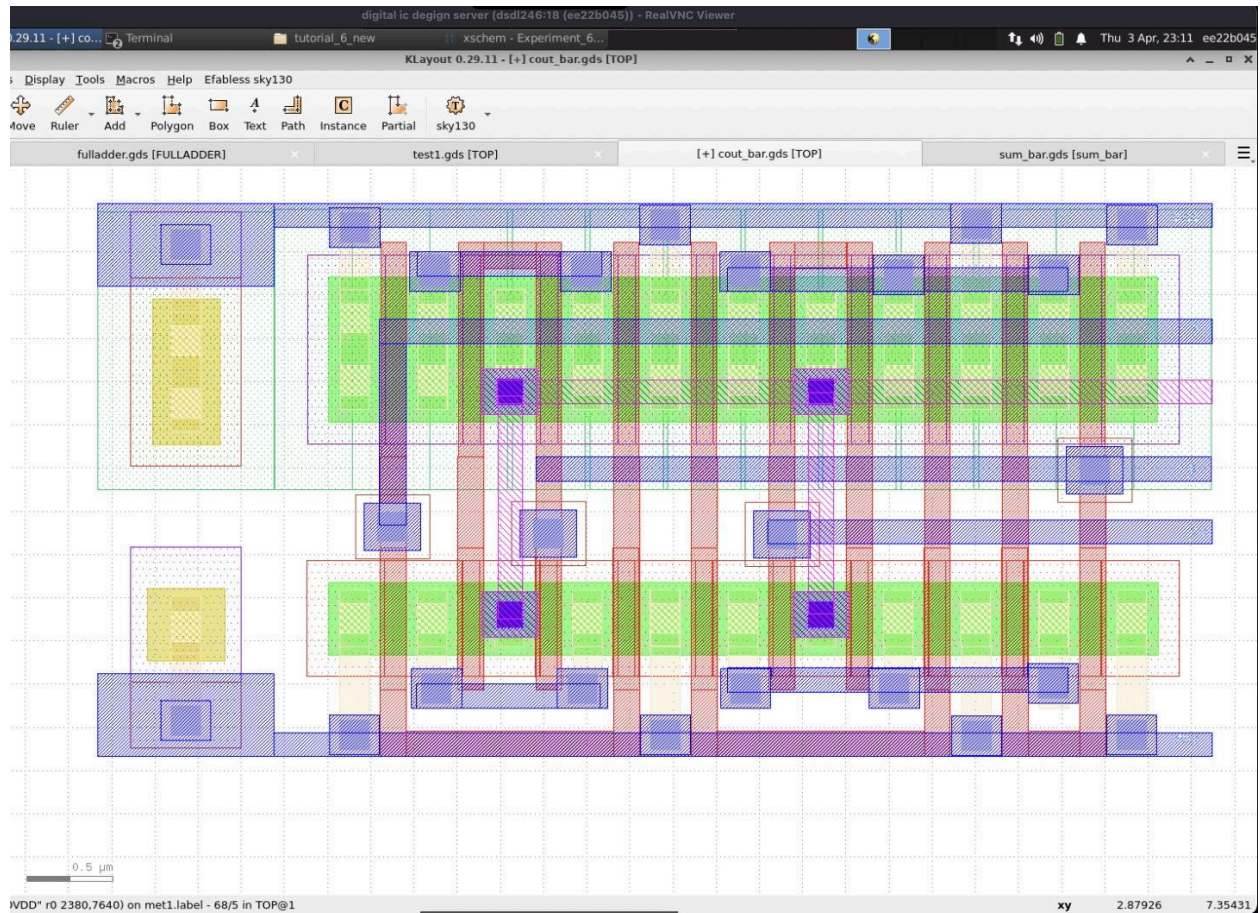 digital ic degign server (dsdl246:18 (ee22b045)) - RealVNC Viewer
0.29.11 - [+] co... Terminal tutorial_6_new xschem - Experiment_6... Thu 3 Apr, 23:11 ee22b045
KLayout 0.29.11 - [+] cout_bar.gds [TOP]
s Display Tools Macros Help Efabless sky130
Move Ruler Add Polygon Box Text Path Instance Partial sky130
fulladder.gds [FULLADDER] test1.gds [TOP] [+] cout_bar.gds [TOP] sum_bar.gds [sum_bar]
0.5 µm
OVDD" r0 2380,7640) on met1.label - 68/5 in TOP@1 xy 2.87926 7.35431